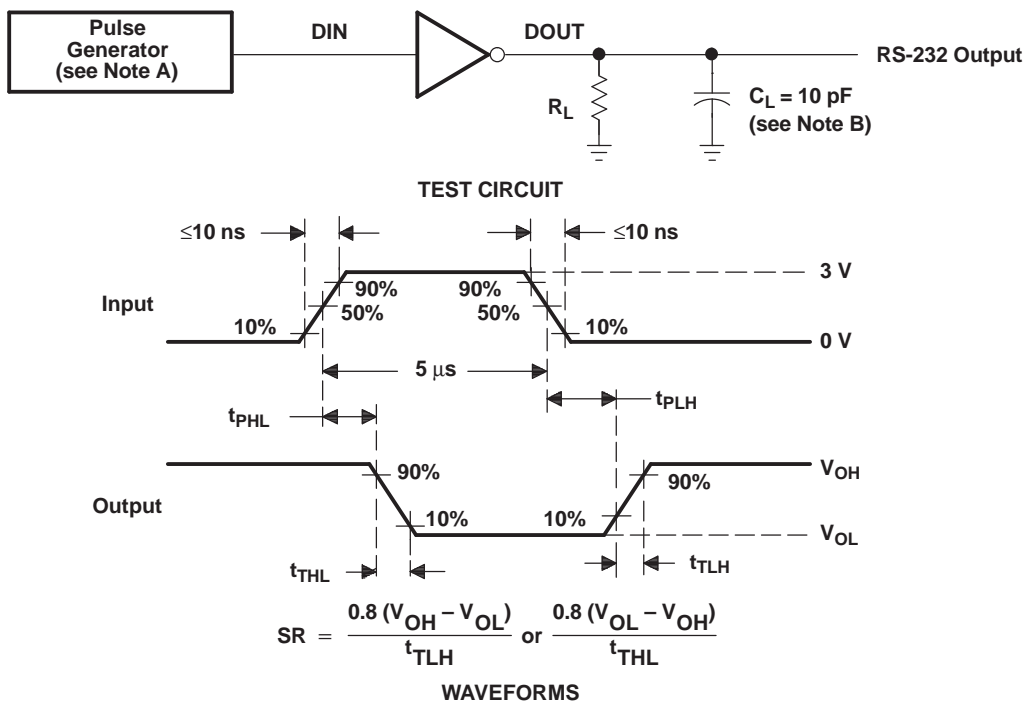 Pulse
Generator
(see Note A)
DIN
DOUT
RS-232 Output
RL
CL = 10 pF
(see Note B)
TEST CIRCUIT
≤10 ns
≤10 ns
3 V
90%
90%
Input
50%
50%
10%
10%
0 V
5 μs
tPHL
tPLH
90%
90%
VOH
Output
10%
10%
VOL
tTHL
tTLH
SR = 0.8 (VOH – VOL) / tTLH or 0.8 (VOL – VOH) / tTHL
WAVEFORMS